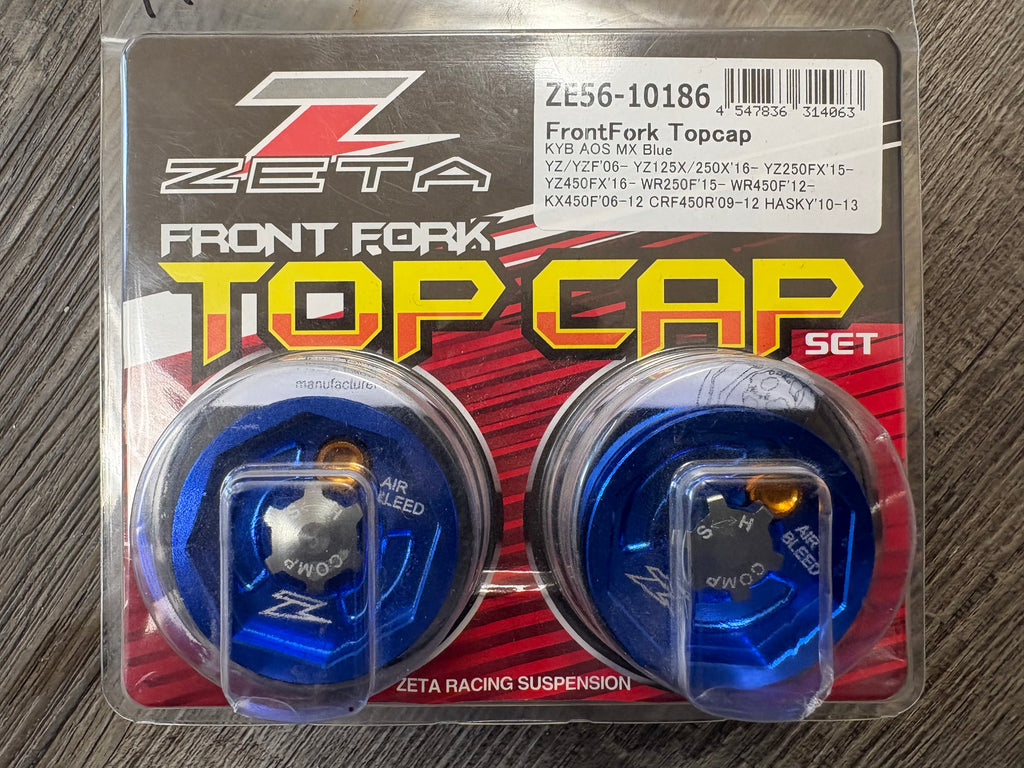 ZETA
ZE56-10186
4 547836 314063
FrontFork Topcap
KYB AOS MX Blue
YZ/YZF'06- YZ125X/250X'16- YZ250FX'15-
YZ450FX'16- WR250F'15- WR450F'12-
KX450F'06-12 CRF450R'09-12 HASKY'10-13
FRONT FORK
TOP CAP
SET
manufacturer
AIR
BLEED
COMP
S H
COMP
AIR
BLEED
ZETA RACING SUSPENSION